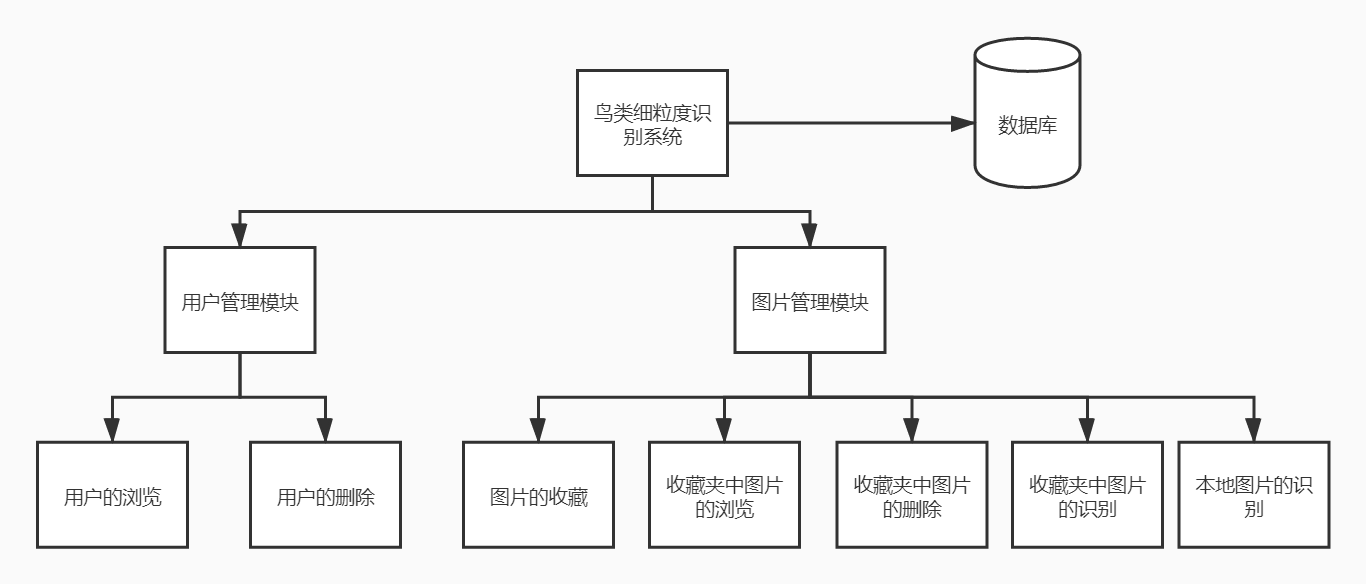 鸟类细粒度识
别系统
数据库
用户管理模块
图片管理模块
用户的浏览
用户的删除
图片的收藏
收藏夹中图片
的浏览
收藏夹中图片
的删除
收藏夹中图片
的识别
本地图片的识
别